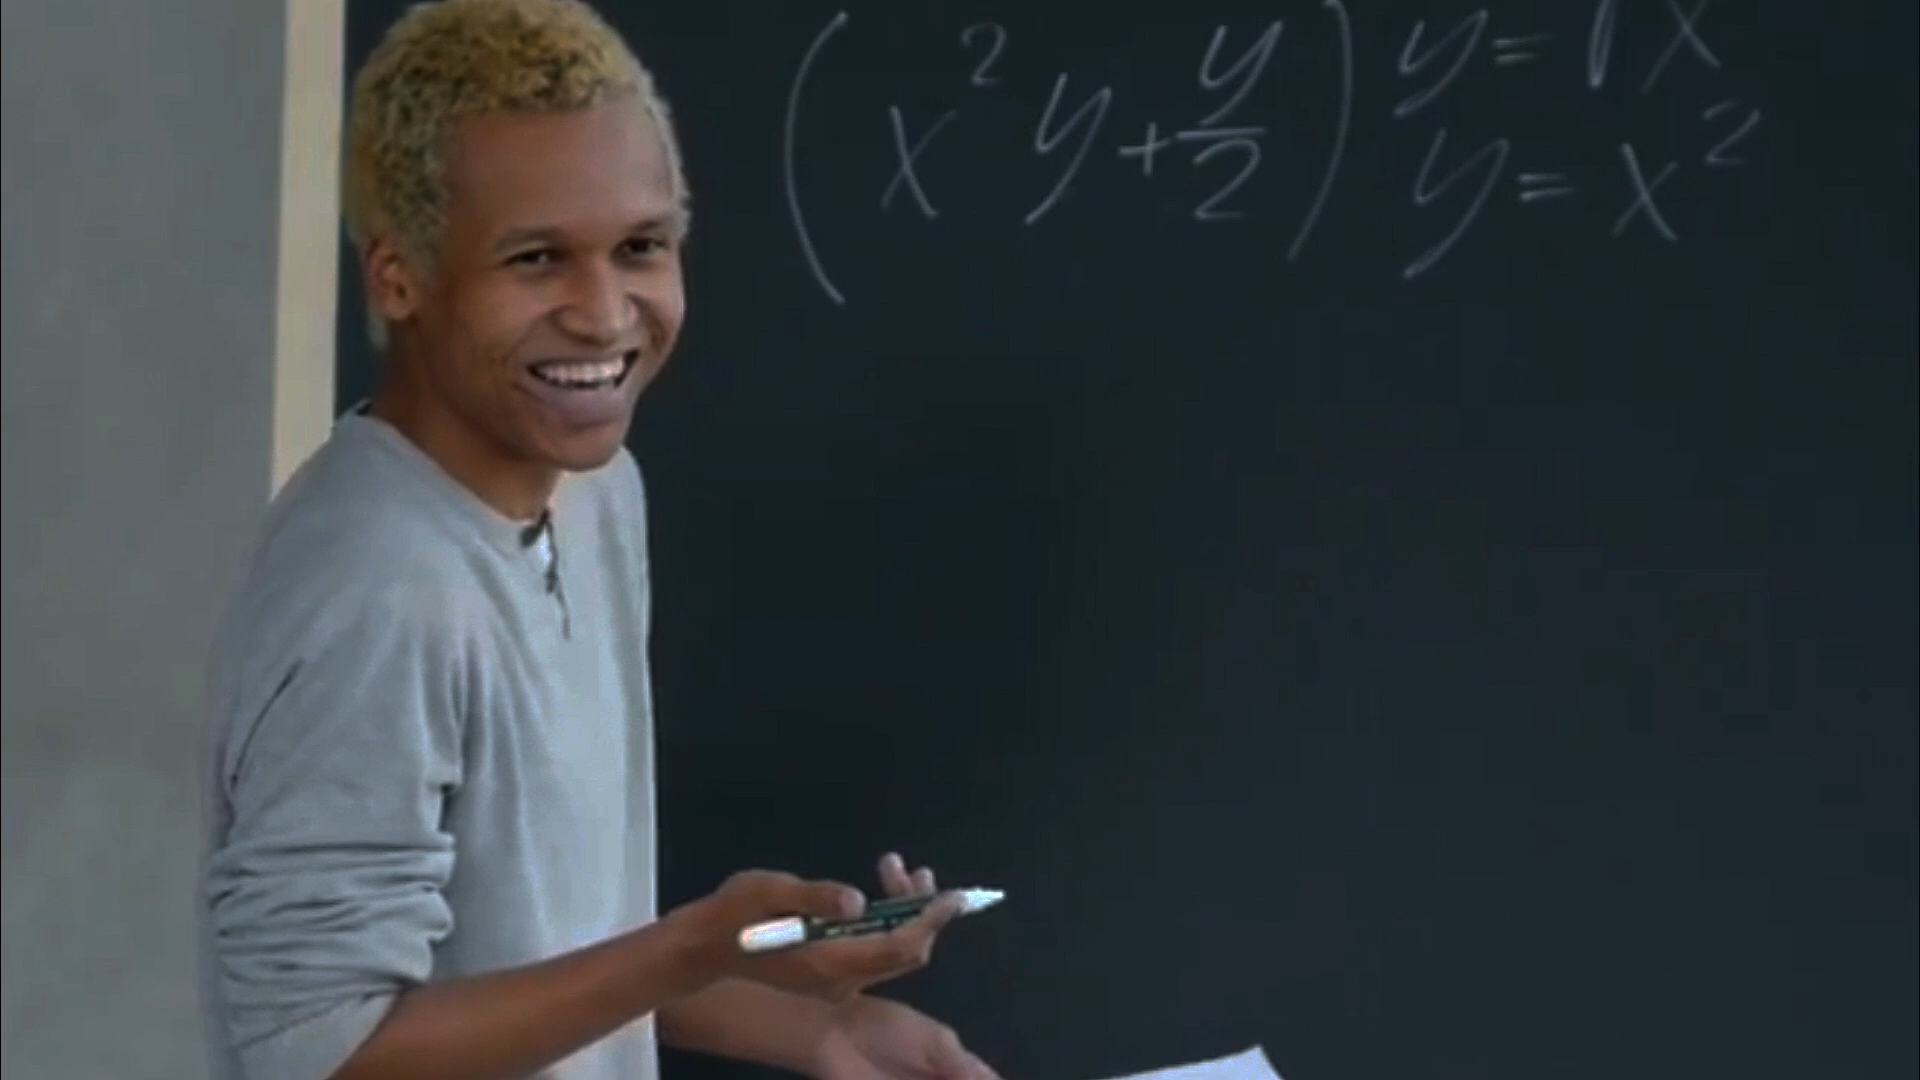 (x²y + y/2) y = √x
y = x²